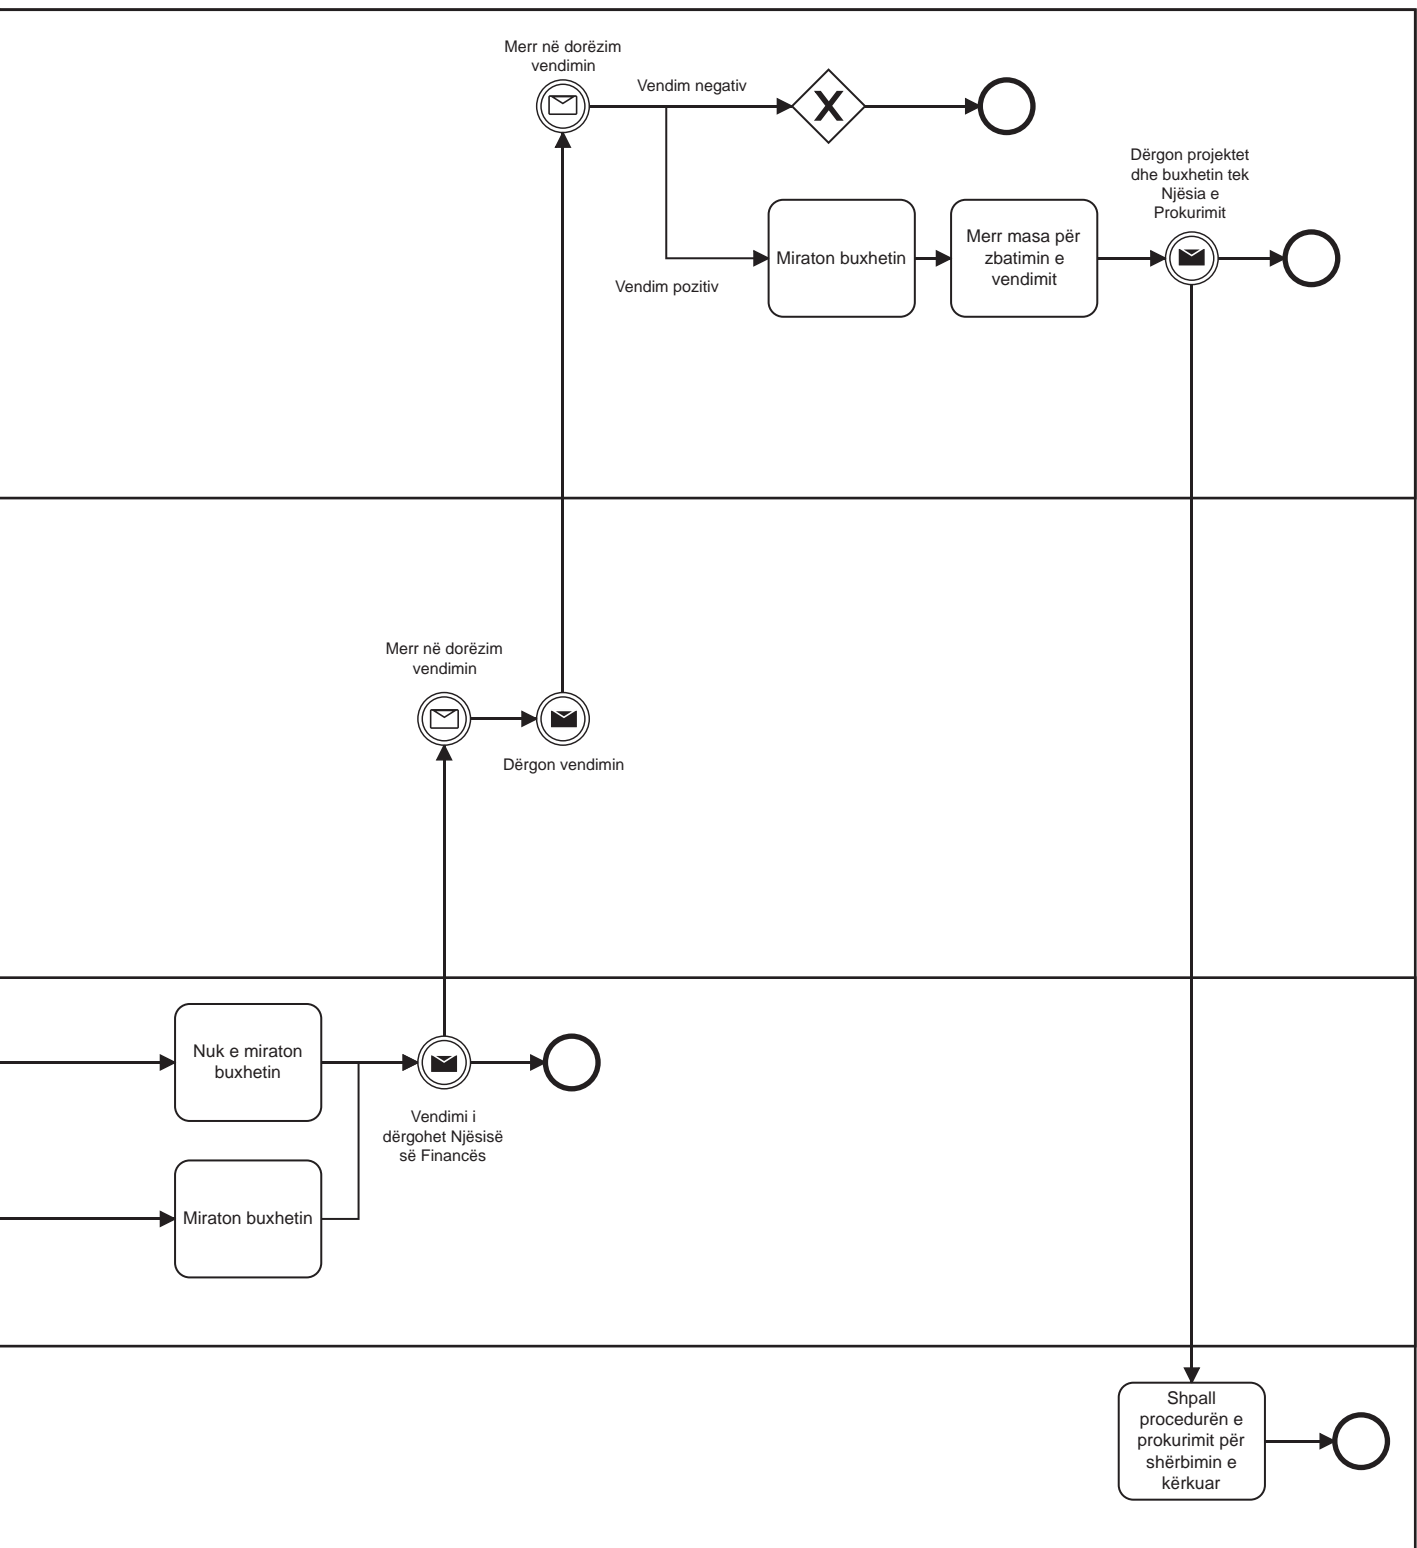 Merr në dorëzim
vendimin
Vendim negativ
X
Dërgon projektet
dhe buxhetin tek
Njësia e
Prokurimit
Miraton buxhetin
Merr masa për
zbatimin e
vendimit
Vendim pozitiv
Merr në dorëzim
vendimin
Dërgon vendimin
Nuk e miraton
buxhetin
Vendimi i
dërgohet Njësisë
së Financës
Miraton buxhetin
Shpall
procedurën e
prokurimit për
shërbimin e
kërkuar